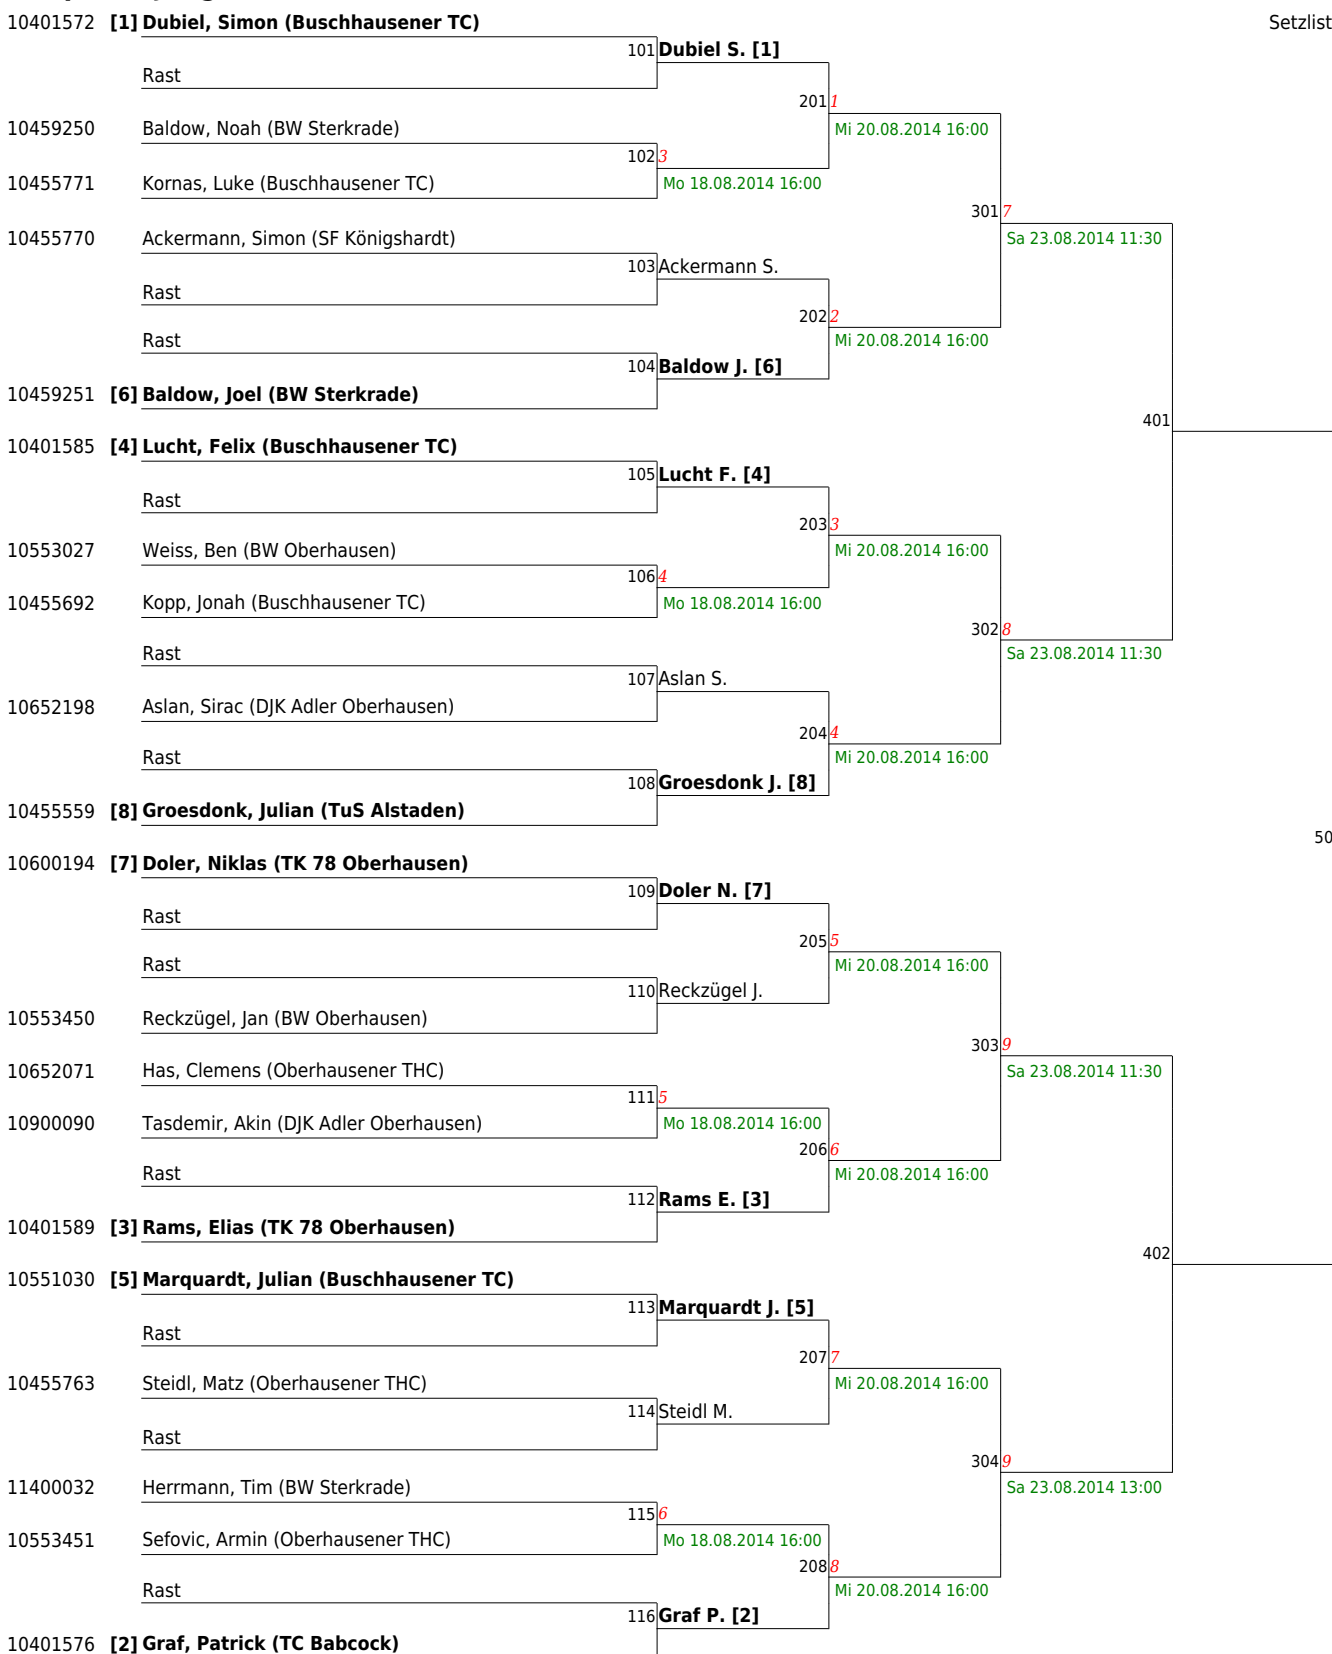 10401572 [1] Dubiel, Simon (Buschhausener TC) Setzlist
101 Dubiel S. [1]
Rast
201 1
10459250 Baldow, Noah (BW Sterkrade) Mi 20.08.2014 16:00
102 3
10455771 Kornas, Luke (Buschhausener TC) Mo 18.08.2014 16:00
301 7
10455770 Ackermann, Simon (SF Königshardt) Sa 23.08.2014 11:30
103 Ackermann S.
Rast
202 2
Rast Mi 20.08.2014 16:00
104 Baldow J. [6]
10459251 [6] Baldow, Joel (BW Sterkrade)
401
10401585 [4] Lucht, Felix (Buschhausener TC)
105 Lucht F. [4]
Rast
203 3
10553027 Weiss, Ben (BW Oberhausen) Mi 20.08.2014 16:00
106 4
10455692 Kopp, Jonah (Buschhausener TC) Mo 18.08.2014 16:00
302 8
Rast Sa 23.08.2014 11:30
107 Aslan S.
10652198 Aslan, Sirac (DJK Adler Oberhausen)
204 4
Rast Mi 20.08.2014 16:00
108 Groesdonk J. [8]
10455559 [8] Groesdonk, Julian (TuS Alstaden)
50
10600194 [7] Doler, Niklas (TK 78 Oberhausen)
109 Doler N. [7]
Rast
205 5
Rast Mi 20.08.2014 16:00
110 Reckzügel J.
10553450 Reckzügel, Jan (BW Oberhausen)
303 9
10652071 Has, Clemens (Oberhausener THC) Sa 23.08.2014 11:30
111 5
10900090 Tasdemir, Akin (DJK Adler Oberhausen) Mo 18.08.2014 16:00
206 6
Rast Mi 20.08.2014 16:00
112 Rams E. [3]
10401589 [3] Rams, Elias (TK 78 Oberhausen)
402
10551030 [5] Marquardt, Julian (Buschhausener TC)
113 Marquardt J. [5]
Rast
207 7
10455763 Steidl, Matz (Oberhausener THC) Mi 20.08.2014 16:00
114 Steidl M.
Rast
304 9
11400032 Herrmann, Tim (BW Sterkrade) Sa 23.08.2014 13:00
115 6
10553451 Sefovic, Armin (Oberhausener THC) Mo 18.08.2014 16:00
208 8
Rast Mi 20.08.2014 16:00
116 Graf P. [2]
10401576 [2] Graf, Patrick (TC Babcock)